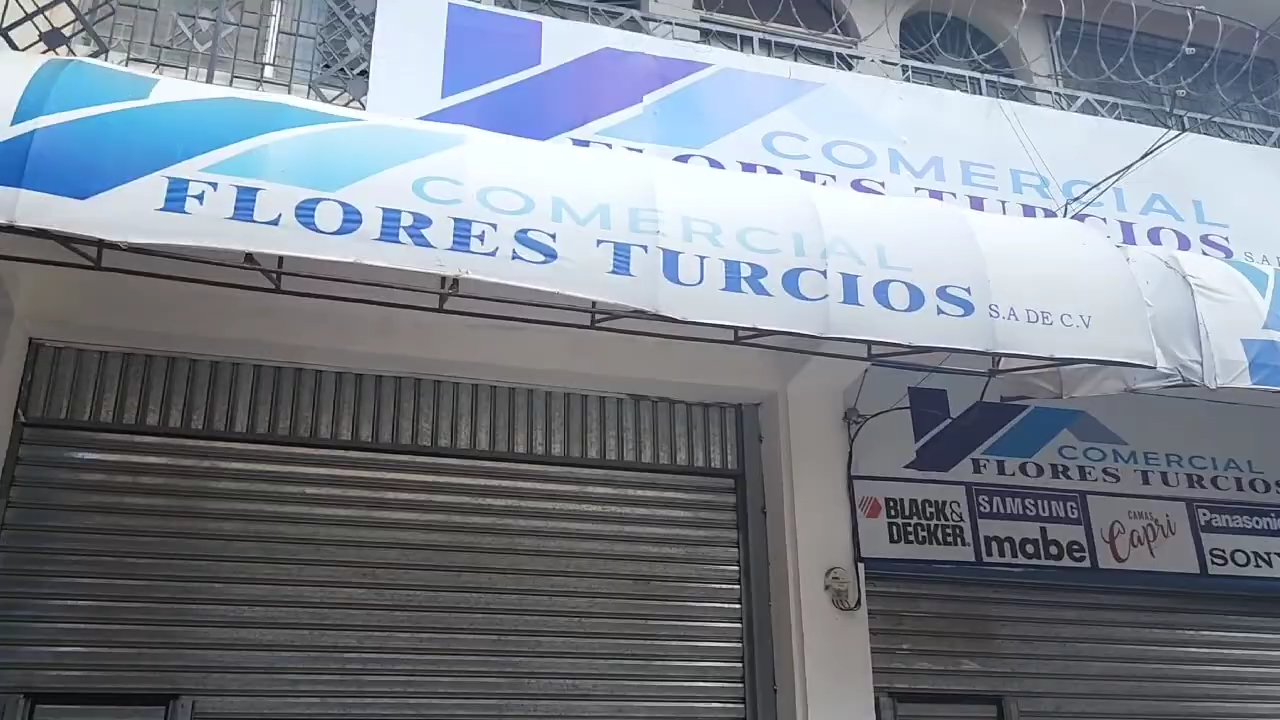 COMERCIAL
FLORES TURCIOS
COMERCIAL
FLORES TURCIOS S.A DE C.V
COMERCIAL
FLORES TURCIOS
BLACK&
DECKER
SAMSUNG
mabe
CAMAS
Capri
Panasonic
SONY